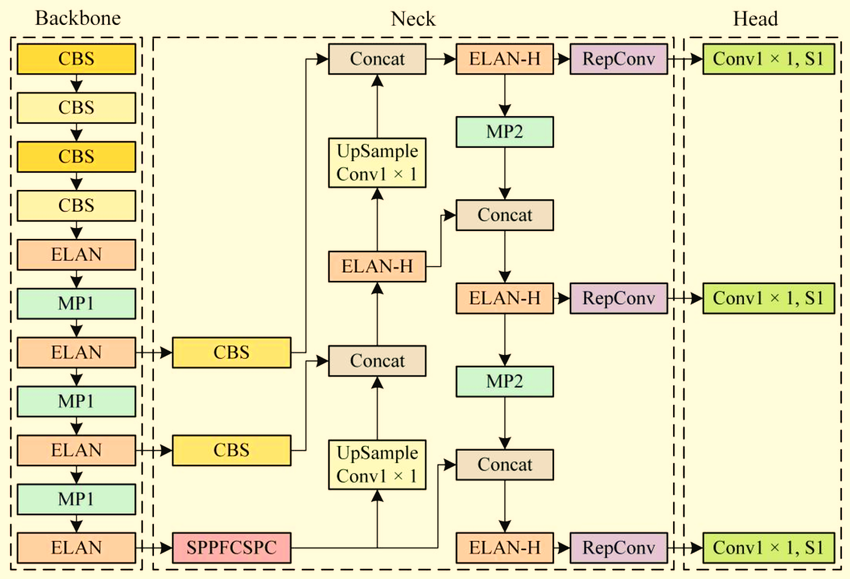 Backbone
Neck
Head
CBS
CBS
CBS
CBS
ELAN
MP1
ELAN
MP1
ELAN
MP1
ELAN
CBS
CBS
SPPFCSPC
Concat
UpSample
Conv1 × 1
ELAN-H
Concat
UpSample
Conv1 × 1
ELAN-H
MP2
Concat
ELAN-H
MP2
Concat
ELAN-H
RepConv
RepConv
RepConv
Conv1 × 1, S1
Conv1 × 1, S1
Conv1 × 1, S1